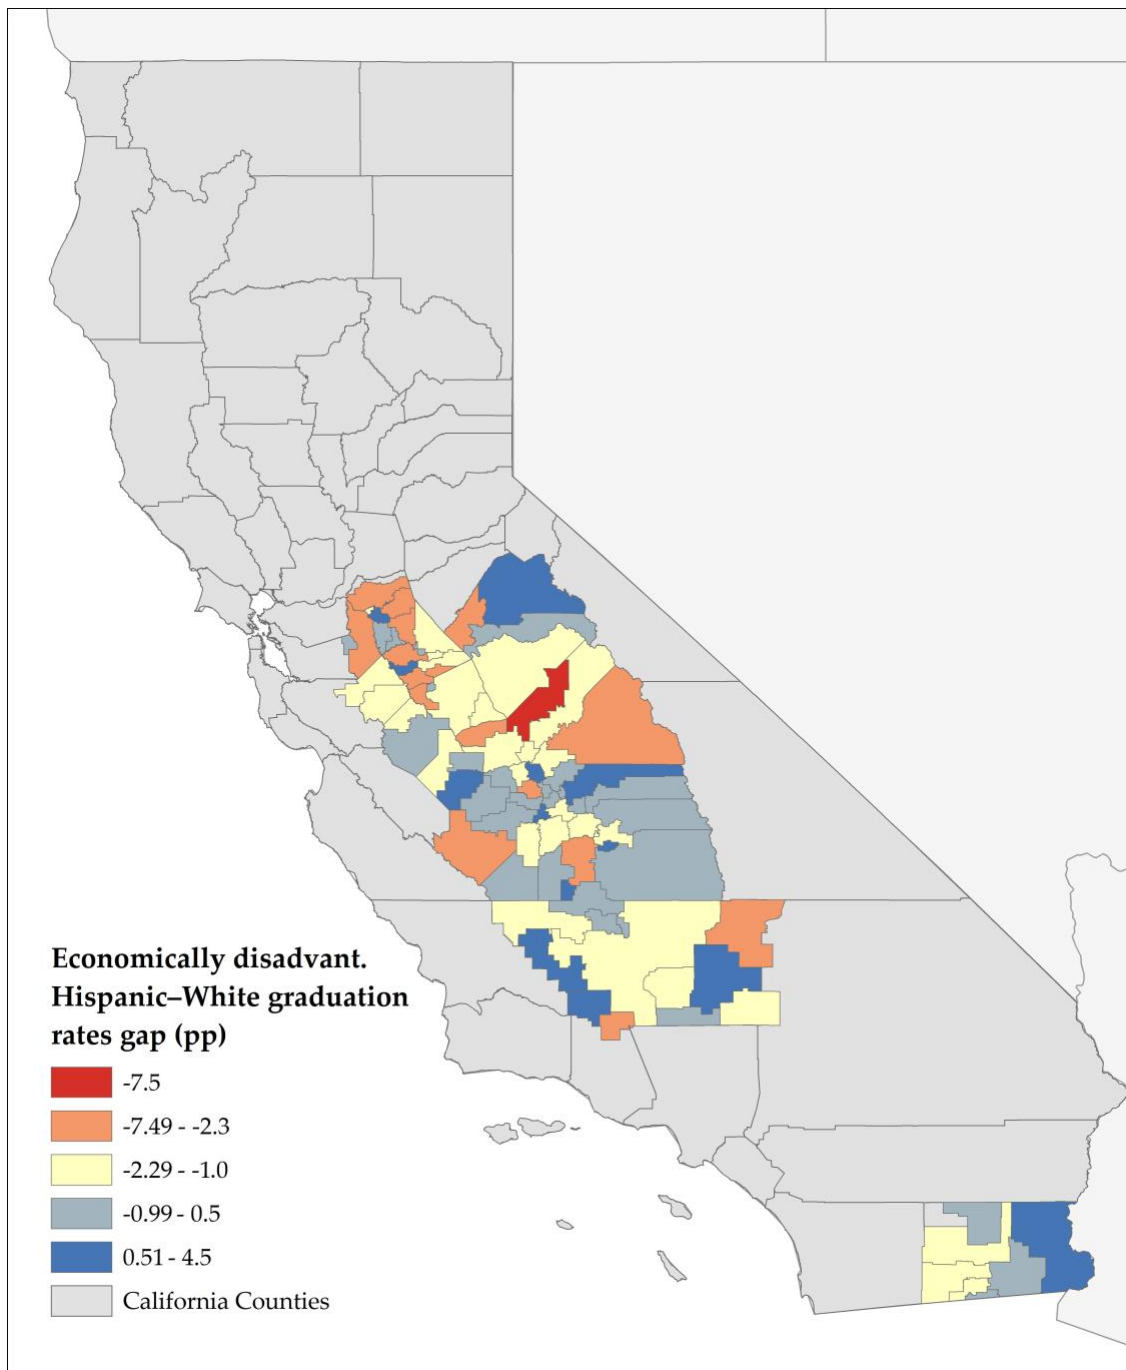 Economically disadvant.
Hispanic–White graduation
rates gap (pp)
-7.5
-7.49 - -2.3
-2.29 - -1.0
-0.99 - 0.5
0.51 - 4.5
California Counties